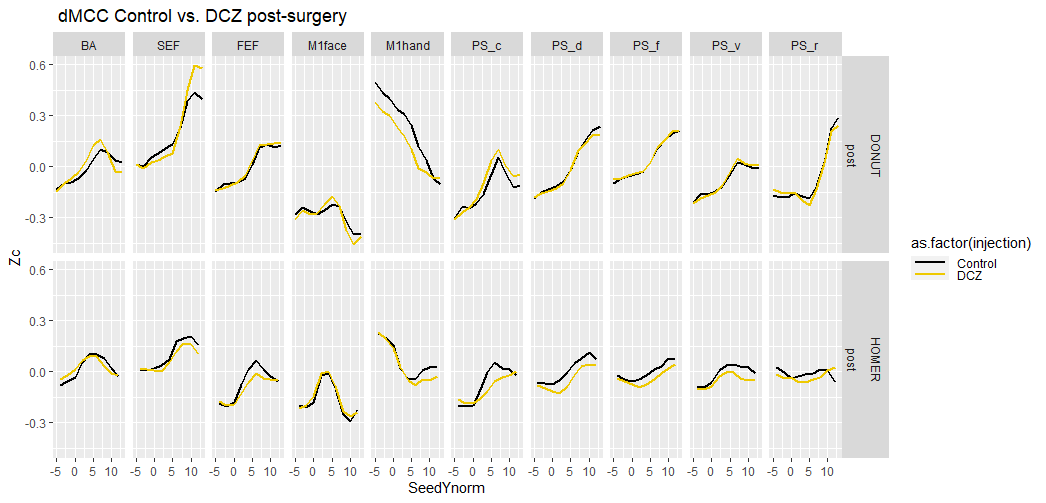 dMCC Control vs. DCZ post-surgery
BA SEF FEF M1face M1hand PS_c PS_d PS_f PS_v PS_r
0.6
0.3
0.0
-0.3
DONUT
post
0.6
0.3
0.0
-0.3
HOMER
post
Zc
-5 0 5 10 -5 0 5 10 -5 0 5 10 -5 0 5 10 -5 0 5 10 -5 0 5 10 -5 0 5 10 -5 0 5 10 -5 0 5 10 -5 0 5 10
SeedYnorm
as.factor(injection)
Control
DCZ